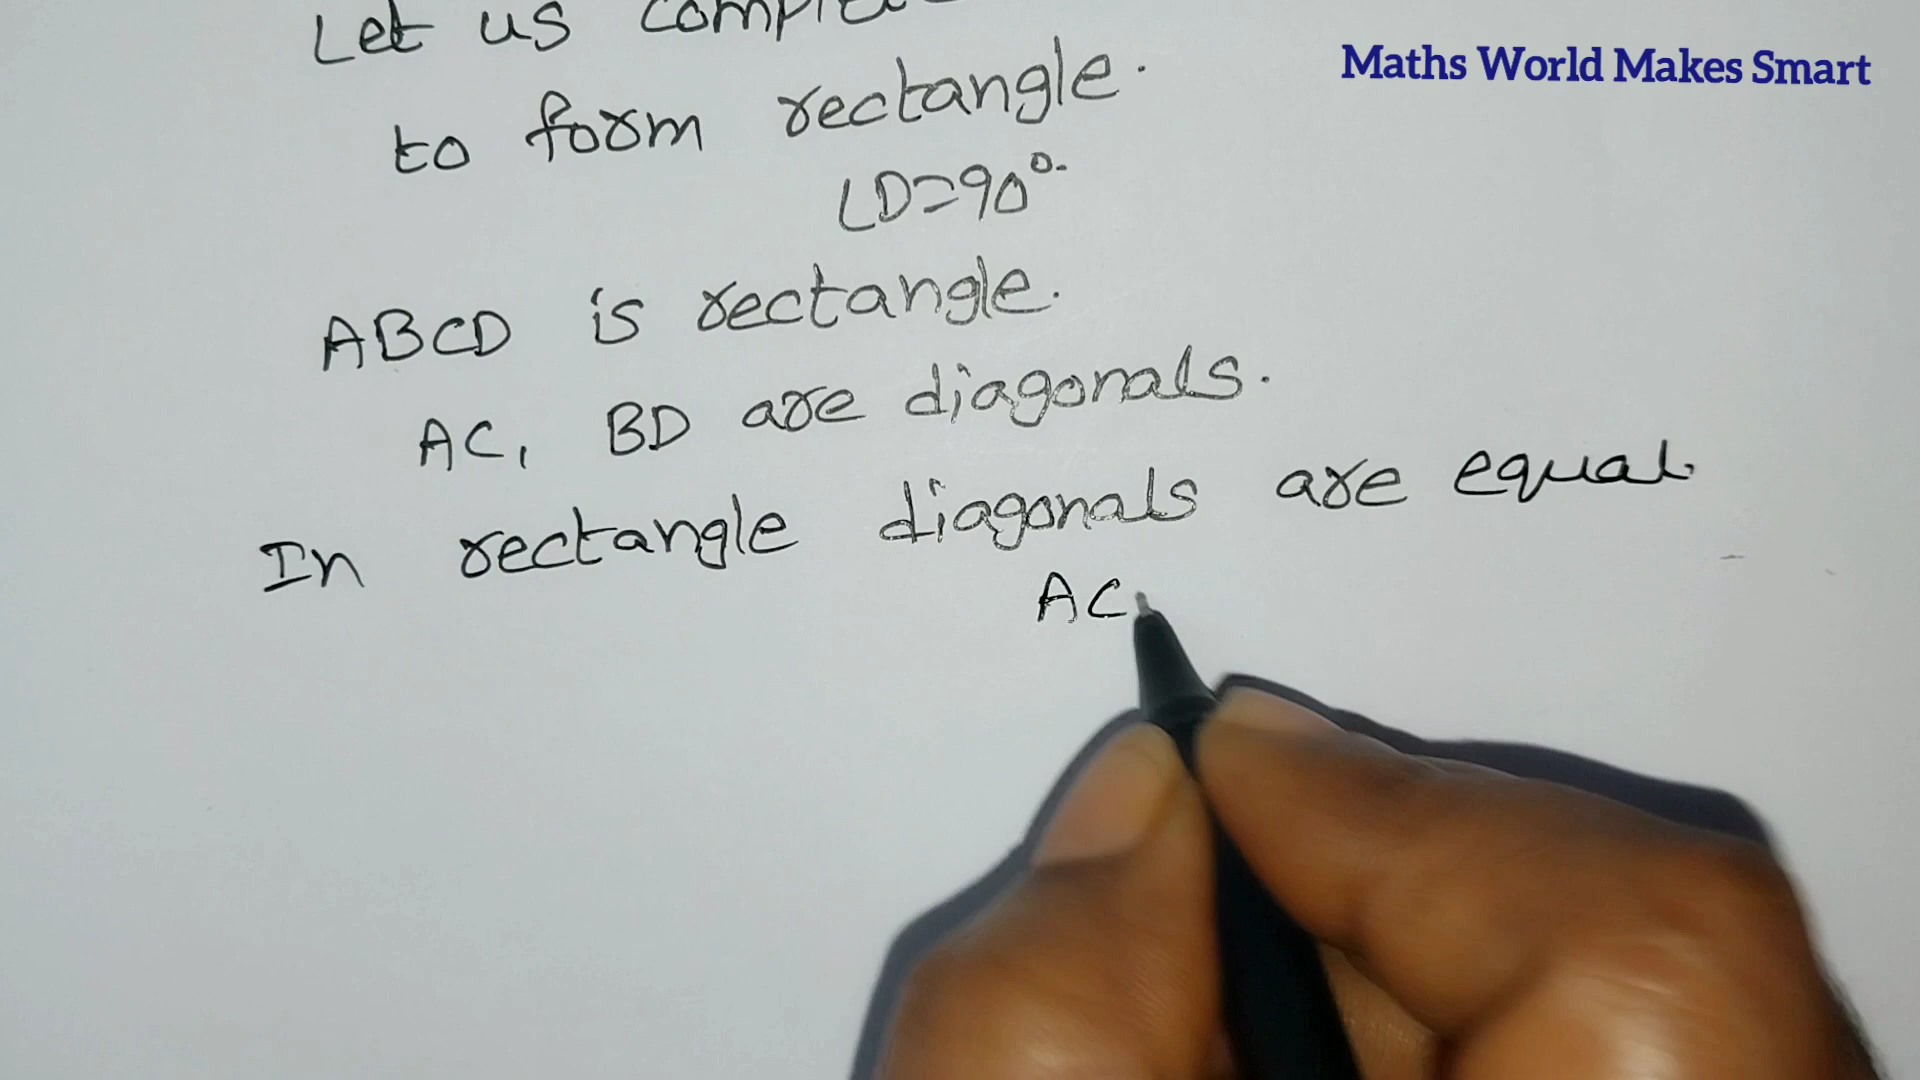 Let us
to form rectangle.
Maths World Makes Smart
∠D=90°.
ABCD is rectangle.
AC, BD are diagonals.
In rectangle diagonals are equal.
AC